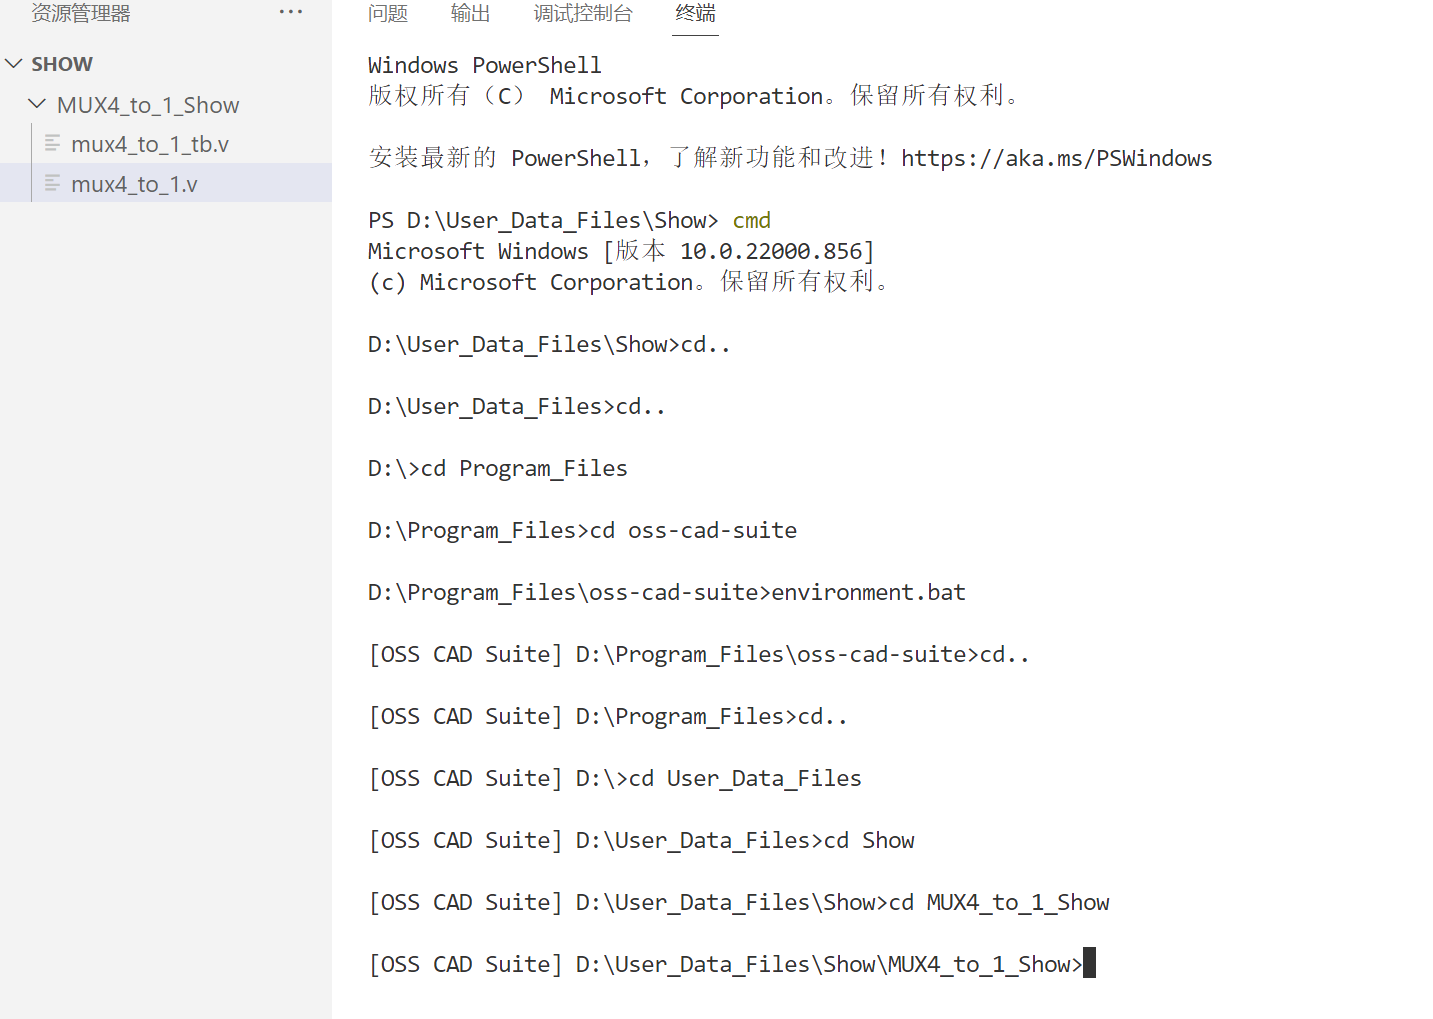 资源管理器 ···
SHOW
MUX4_to_1_Show
mux4_to_1_tb.v
mux4_to_1.v
问题 输出 调试控制台 终端
Windows PowerShell
版权所有（C） Microsoft Corporation。保留所有权利。
安装最新的 PowerShell，了解新功能和改进！https://aka.ms/PSWindows
PS D:\User_Data_Files\Show> cmd
Microsoft Windows [版本 10.0.22000.856]
(c) Microsoft Corporation。保留所有权利。
D:\User_Data_Files\Show>cd..
D:\User_Data_Files>cd..
D:\>cd Program_Files
D:\Program_Files>cd oss-cad-suite
D:\Program_Files\oss-cad-suite>environment.bat
[OSS CAD Suite] D:\Program_Files\oss-cad-suite>cd..
[OSS CAD Suite] D:\Program_Files>cd..
[OSS CAD Suite] D:\>cd User_Data_Files
[OSS CAD Suite] D:\User_Data_Files>cd Show
[OSS CAD Suite] D:\User_Data_Files\Show>cd MUX4_to_1_Show
[OSS CAD Suite] D:\User_Data_Files\Show\MUX4_to_1_Show>